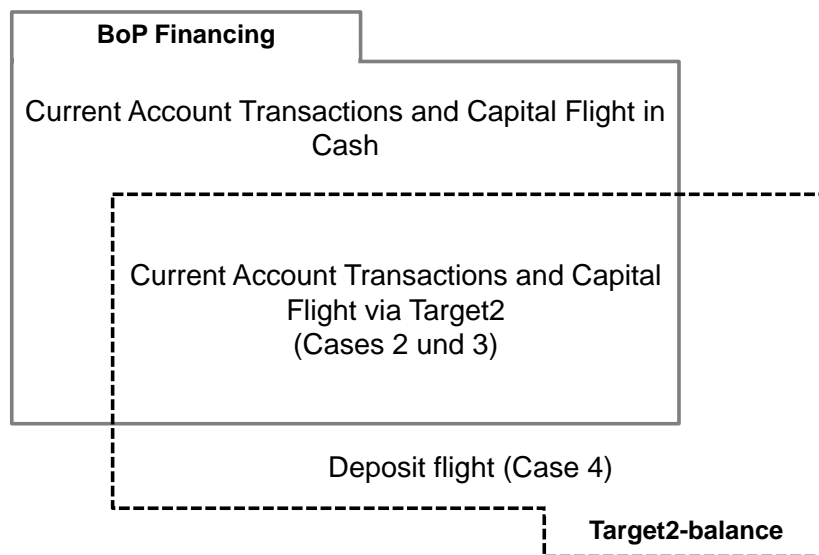 BoP Financing
Current Account Transactions and Capital Flight in
Cash
Current Account Transactions and Capital
Flight via Target2
(Cases 2 und 3)
Deposit flight (Case 4)
Target2-balance